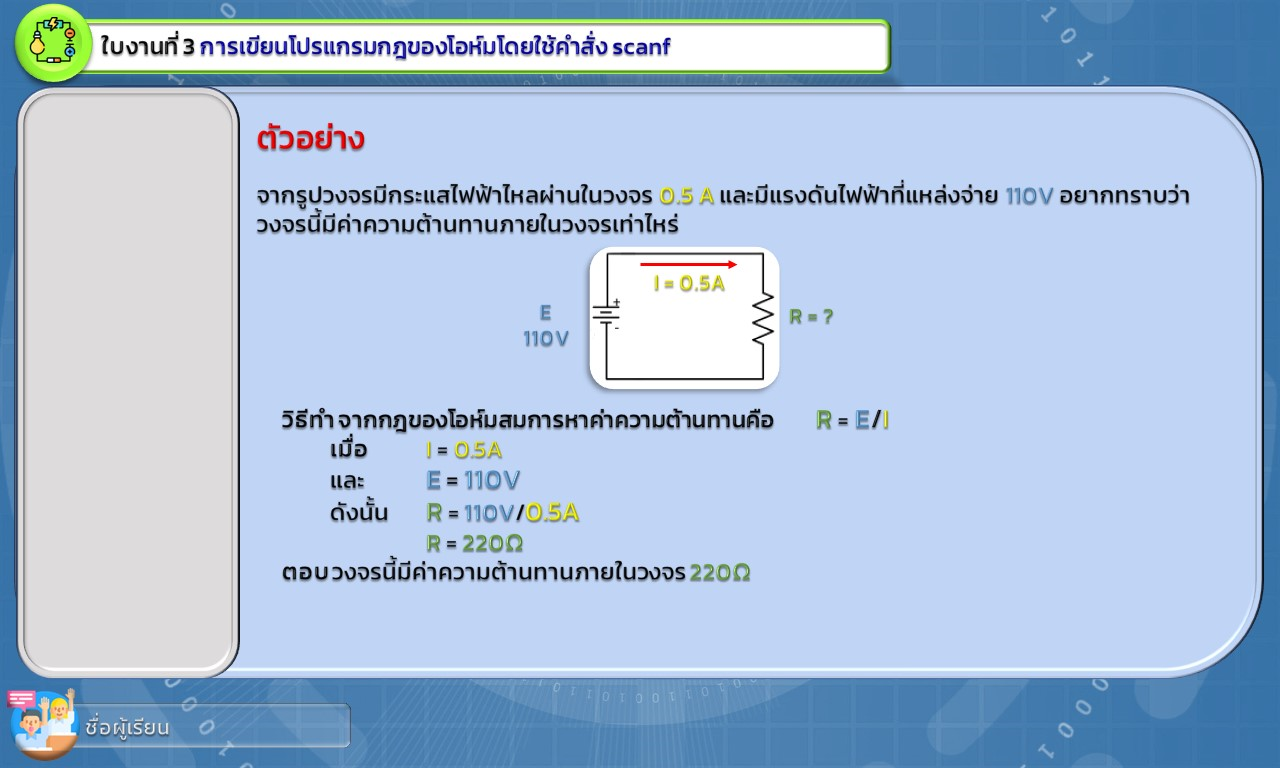 ใบงานที่ 3 การเขียนโปรแกรมกฎของโอห์มโดยใช้คำสั่ง scanf
ตัวอย่าง
จากรูปวงจรมีกระแสไฟฟ้าไหลผ่านในวงจร 0.5 A และมีแรงดันไฟฟ้าที่แหล่งจ่าย 110V อยากทราบว่า
วงจรนี้มีค่าความต้านทานภายในวงจรเท่าไหร่
I = 0.5A
+
-
E
110V
R = ?
วิธีทำ จากกฎของโอห์มสมการหาค่าความต้านทานคือ R = E/I
เมื่อ I = 0.5A
และ E = 110V
ดังนั้น R = 110V/0.5A
R = 220Ω
ตอบ วงจรนี้มีค่าความต้านทานภายในวงจร 220Ω
ชื่อผู้เรียน